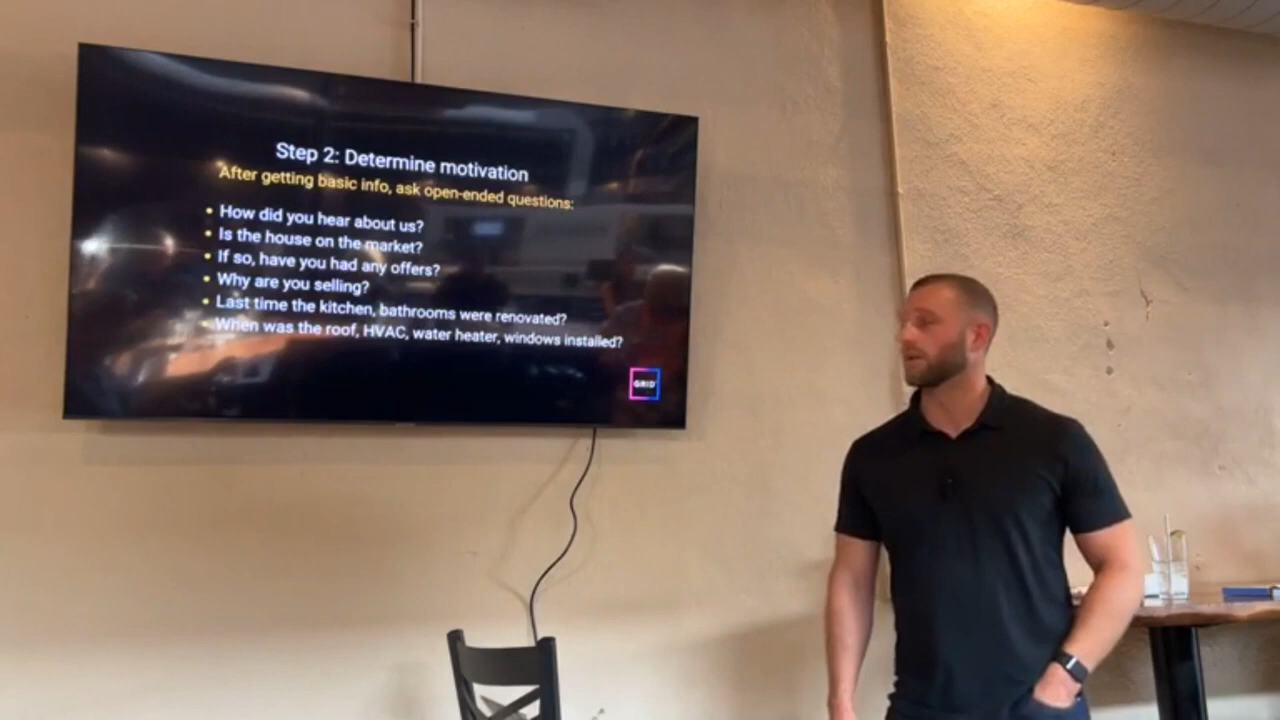 Step 2: Determine motivation
After getting basic info, ask open-ended questions:
• How did you hear about us?
• Is the house on the market?
• If so, have you had any offers?
• Why are you selling?
• Last time the kitchen, bathrooms were renovated?
• When was the roof, HVAC, water heater, windows installed?
GRID